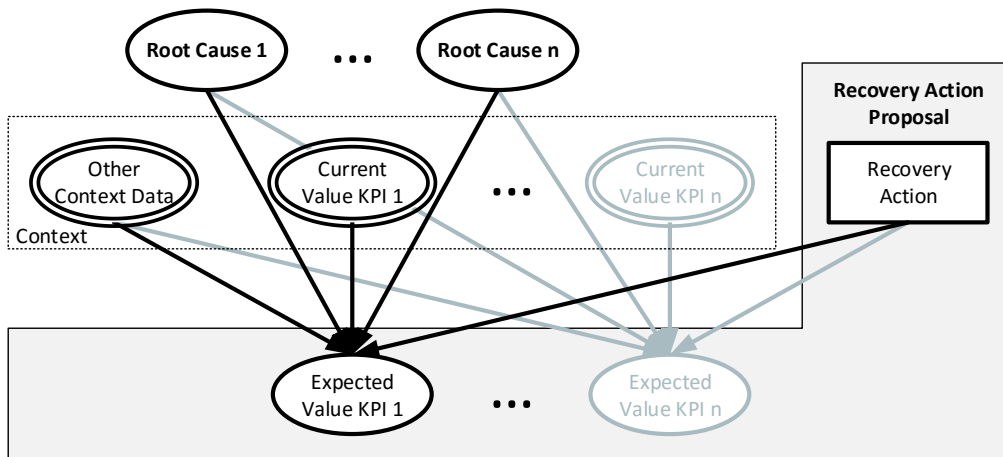 Root Cause 1
...
Root Cause n
Recovery Action
Proposal
Other
Context Data
Current
Value KPI 1
...
Current
Value KPI n
Recovery
Action
Context
Expected
Value KPI 1
...
Expected
Value KPI n